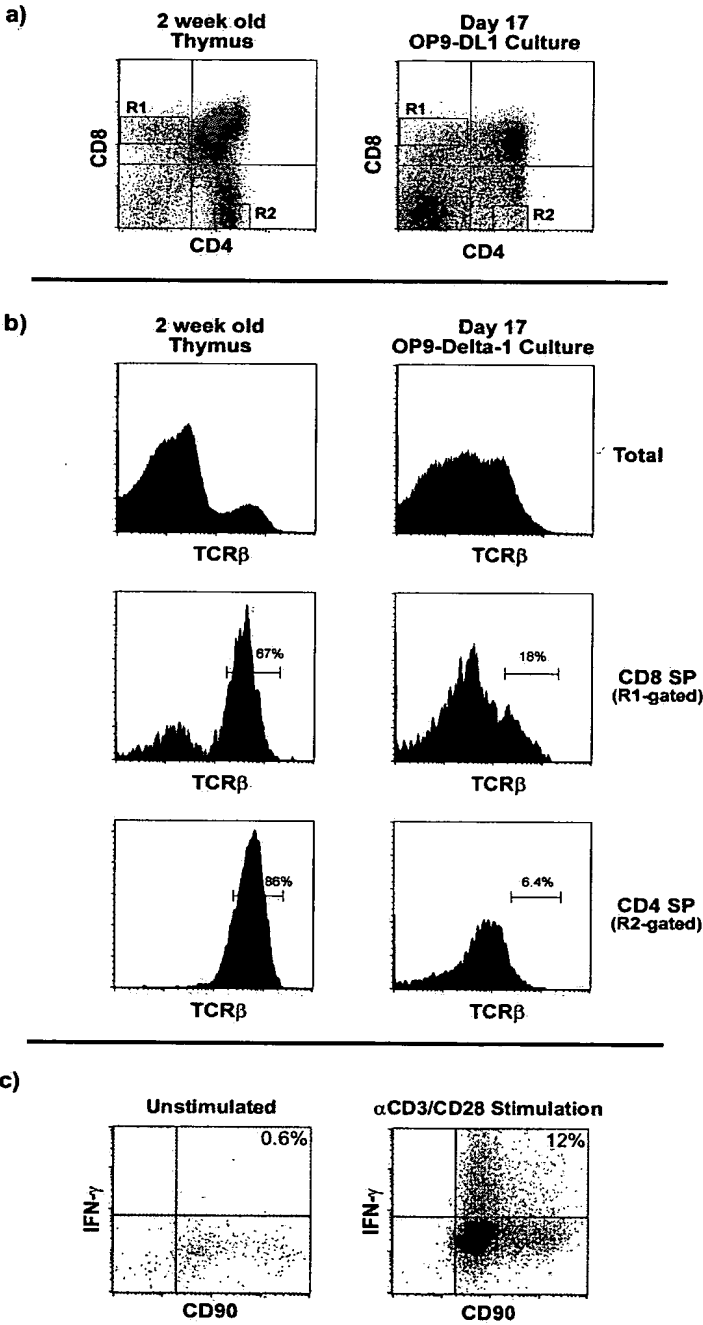 a)
2 week old
Thymus
Day 17
OP9-DL1 Culture
R1
R2
CD8
CD4
R1
R2
CD8
CD4
b)
2 week old
Thymus
Day 17
OP9-Delta-1 Culture
TCRβ
TCRβ
Total
67%
TCRβ
18%
TCRβ
CD8 SP
(R1-gated)
86%
TCRβ
6.4%
TCRβ
CD4 SP
(R2-gated)
c)
Unstimulated
αCD3/CD28 Stimulation
0.6%
IFN-γ
CD90
12%
IFN-γ
CD90